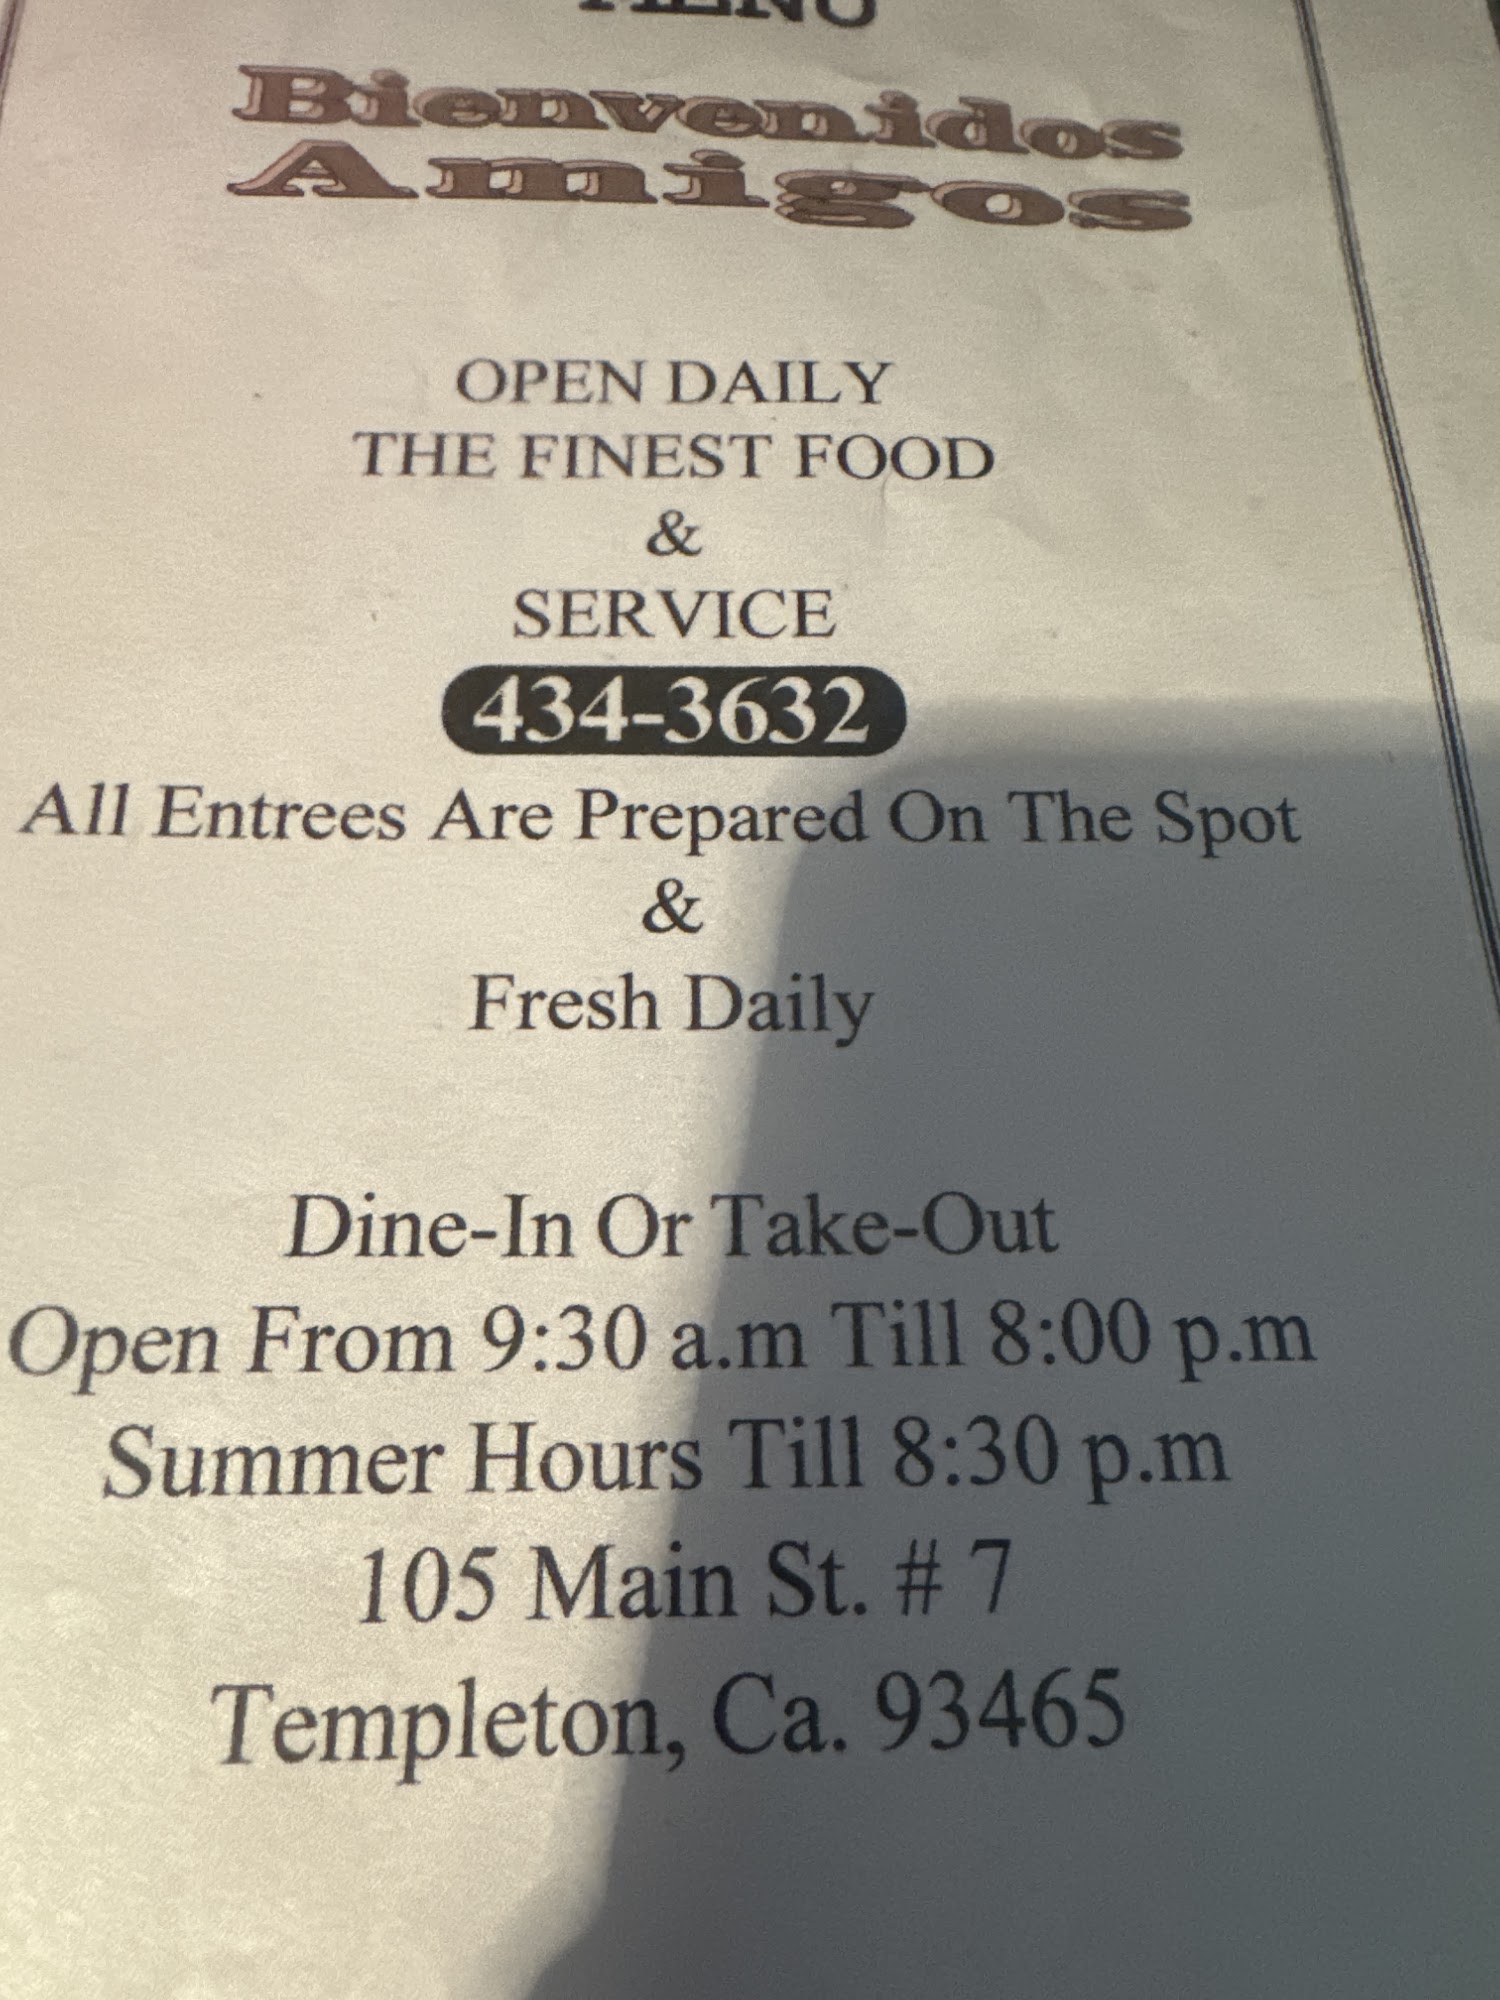 MENU
Bienvenidos
Amigos
OPEN DAILY
THE FINEST FOOD
&
SERVICE
434-3632
All Entrees Are Prepared On The Spot
&
Fresh Daily
Dine-In Or Take-Out
Open From 9:30 a.m Till 8:00 p.m
Summer Hours Till 8:30 p.m
105 Main St. # 7
Templeton, Ca. 93465